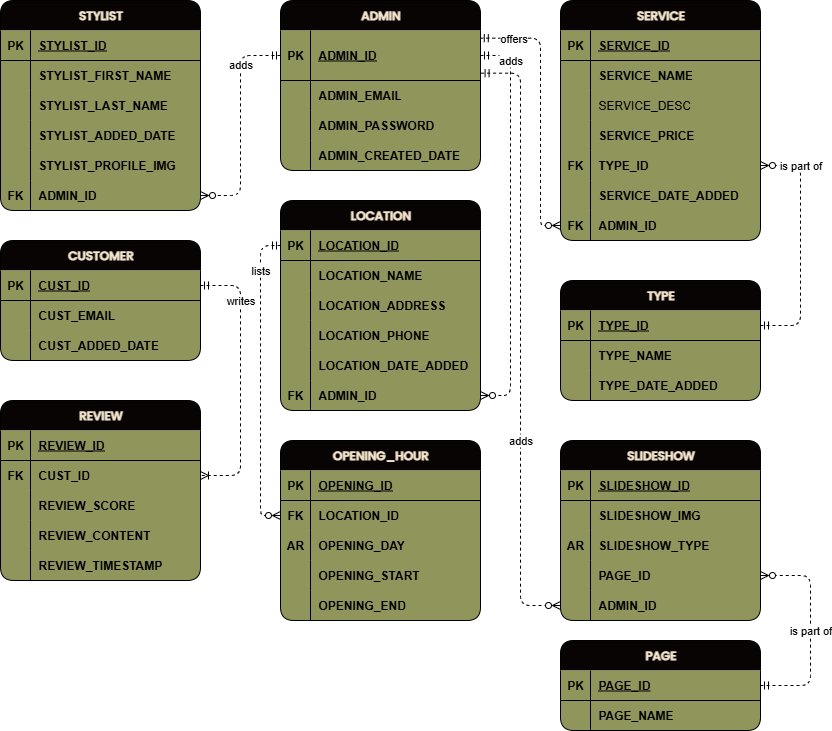 STYLIST
PK STYLIST_ID
STYLIST_FIRST_NAME
STYLIST_LAST_NAME
STYLIST_ADDED_DATE
STYLIST_PROFILE_IMG
FK ADMIN_ID
adds
ADMIN
PK ADMIN_ID
ADMIN_EMAIL
ADMIN_PASSWORD
ADMIN_CREATED_DATE
offers
adds
SERVICE
PK SERVICE_ID
SERVICE_NAME
SERVICE_DESC
SERVICE_PRICE
FK TYPE_ID
SERVICE_DATE_ADDED
FK ADMIN_ID
is part of
CUSTOMER
PK CUST_ID
CUST_EMAIL
CUST_ADDED_DATE
writes
LOCATION
PK LOCATION_ID
LOCATION_NAME
LOCATION_ADDRESS
LOCATION_PHONE
LOCATION_DATE_ADDED
FK ADMIN_ID
lists
TYPE
PK TYPE_ID
TYPE_NAME
TYPE_DATE_ADDED
REVIEW
PK REVIEW_ID
FK CUST_ID
REVIEW_SCORE
REVIEW_CONTENT
REVIEW_TIMESTAMP
OPENING_HOUR
PK OPENING_ID
FK LOCATION_ID
AR OPENING_DAY
OPENING_START
OPENING_END
adds
SLIDESHOW
PK SLIDESHOW_ID
SLIDESHOW_IMG
AR SLIDESHOW_TYPE
PAGE_ID
ADMIN_ID
is part of
PAGE
PK PAGE_ID
PAGE_NAME